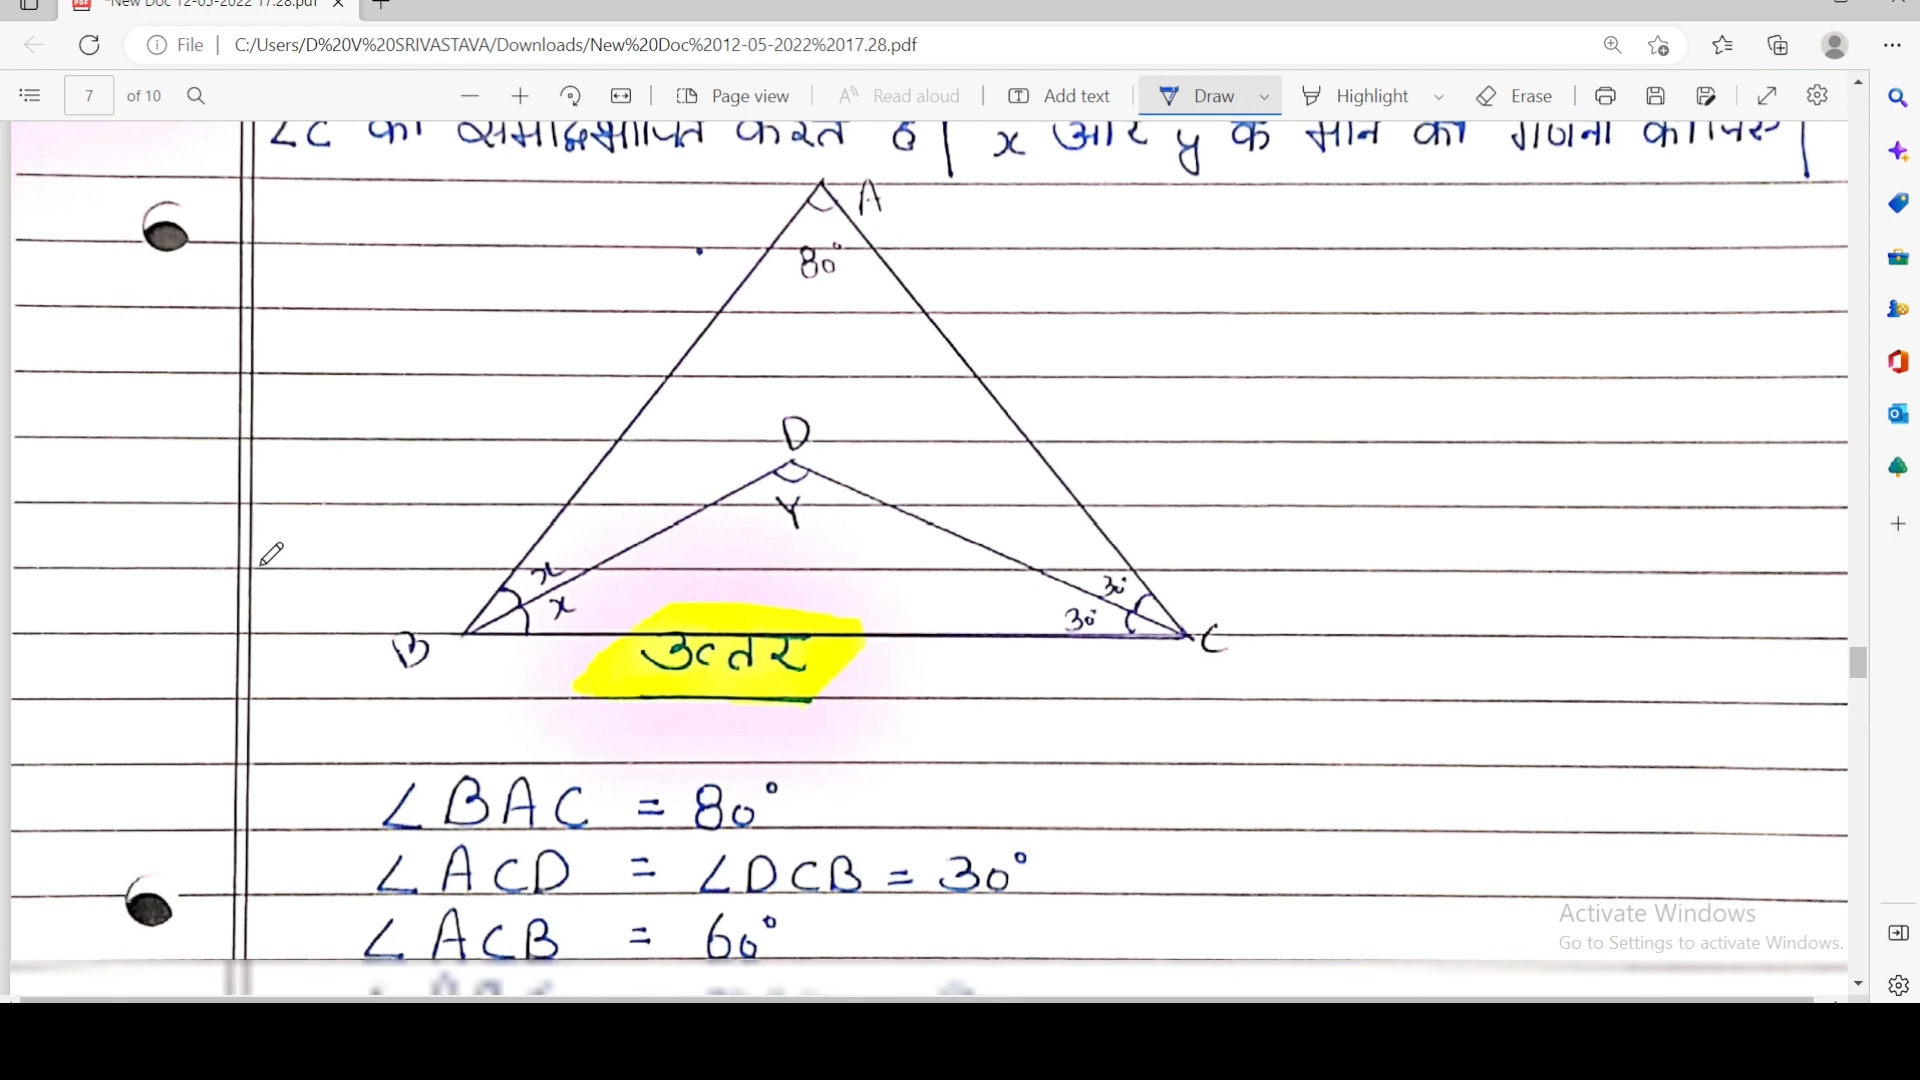 File | C:/Users/D%20V%20SRIVASTAVA/Downloads/New%20Doc%2012-05-2022%2017.28.pdf
7 of 10 Page view Read aloud Add text Draw Highlight Erase
∠C को समद्विभाजित करते है | x और y के मान की गणना कीजिए |
A
80°
D
Y
x
x
30°
30°
B
C
उत्तर
∠BAC = 80°
∠ACD = ∠DCB = 30°
∠ACB = 60°
Activate Windows
Go to Settings to activate Windows.